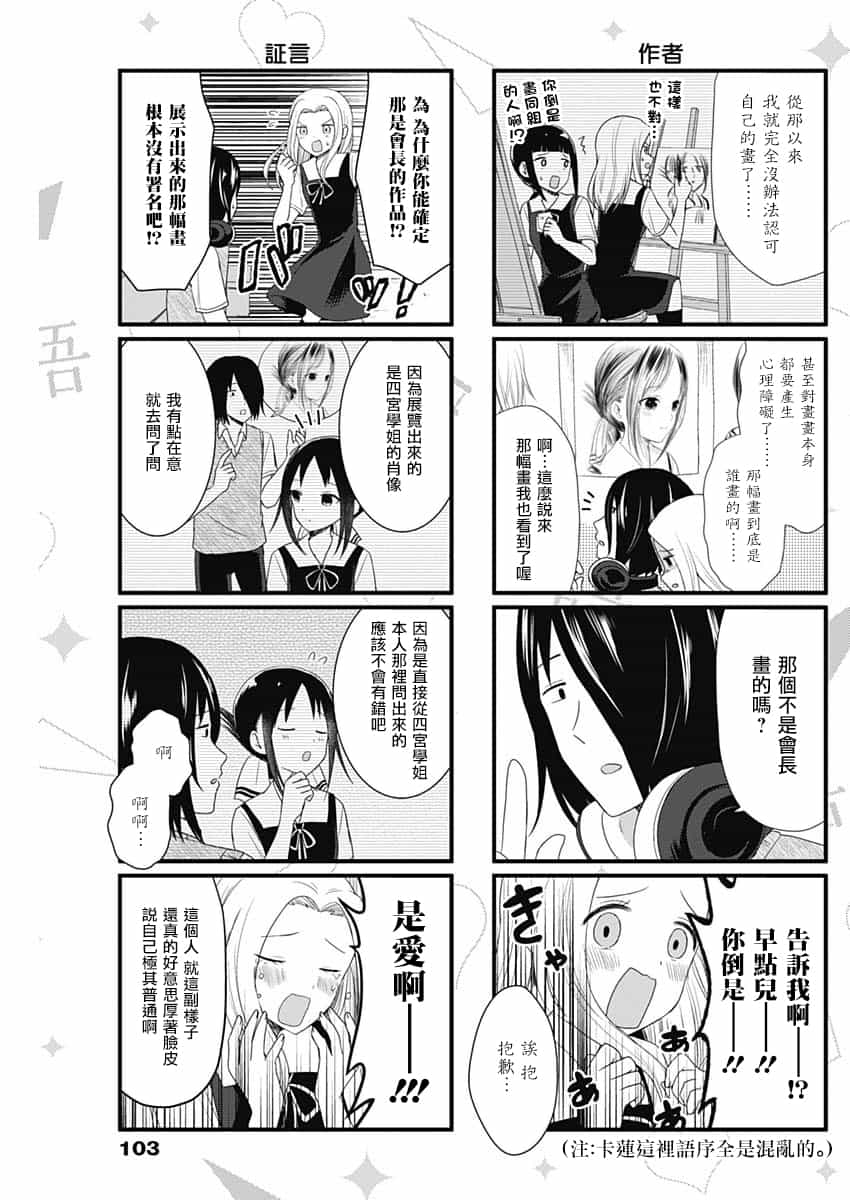 作者
從那以來
我就完全沒辦法認可
自己的畫了……
這樣
也不對…
你倒是
畫同組
的人啊!?
甚至對畫畫本身
都要產生
心理障礙了……
那幅畫到底是
誰畫的啊……
啊…這麼說來
那幅畫我也看到了喔
那個不是會長
畫的嗎？
告訴我啊——!?
早點兒——!!
你倒是——!!
きゃ
ああぁ
誒 抱
抱歉…
(注:卡蓮這裡語序全是混亂的。)
証言
為 為什麼你能確定
那是會長的作品!?
展示出來的那幅畫
根本沒有署名吧!?
因為展覽出來的
是四宮學姐的肖像
我有點在意
就去問了問
因為是直接從四宮學姐
本人那裡問出來的
應該不會有錯吧
啊
啊啊…
是愛啊——!!!
這個人 就這副樣子
還真的好意思厚著臉皮
說自己極其普通啊
103
吾